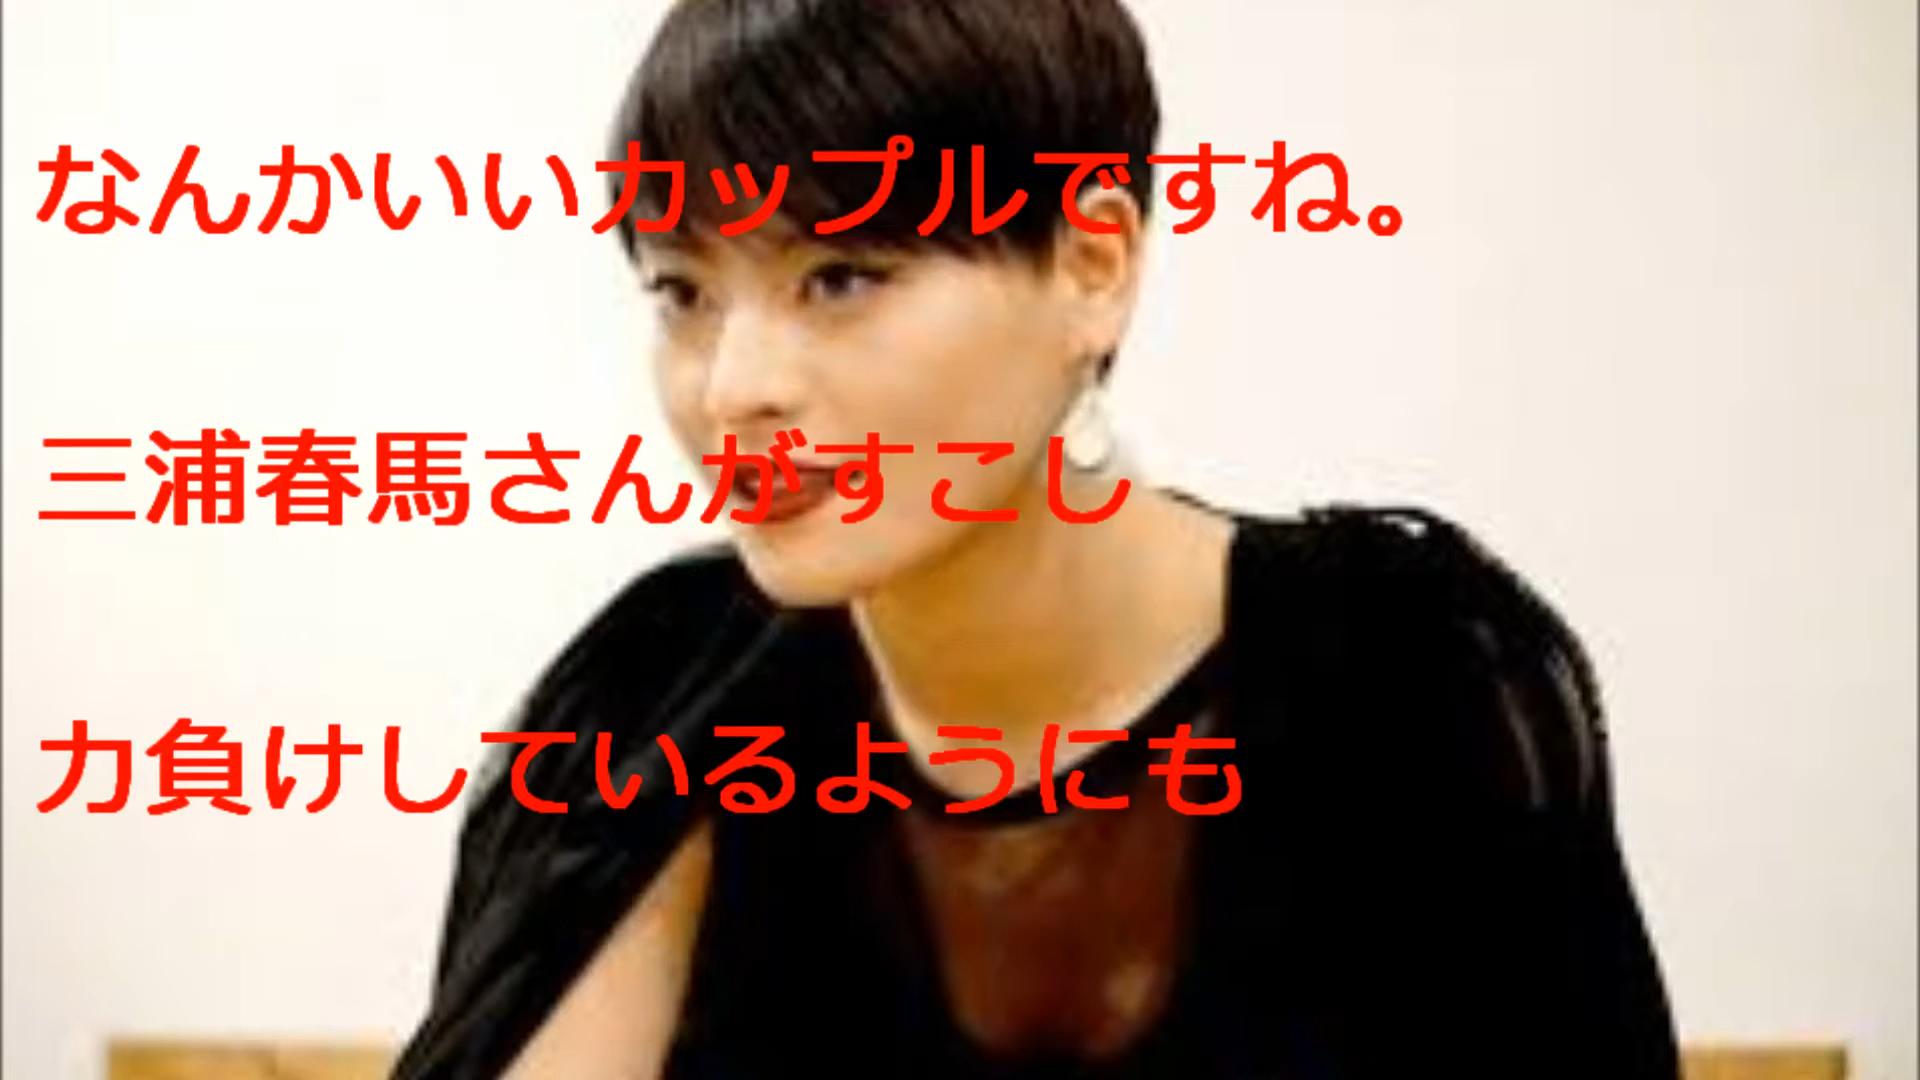 なんかいいカップルですね。
三浦春馬さんがすこし
力負けしているようにも